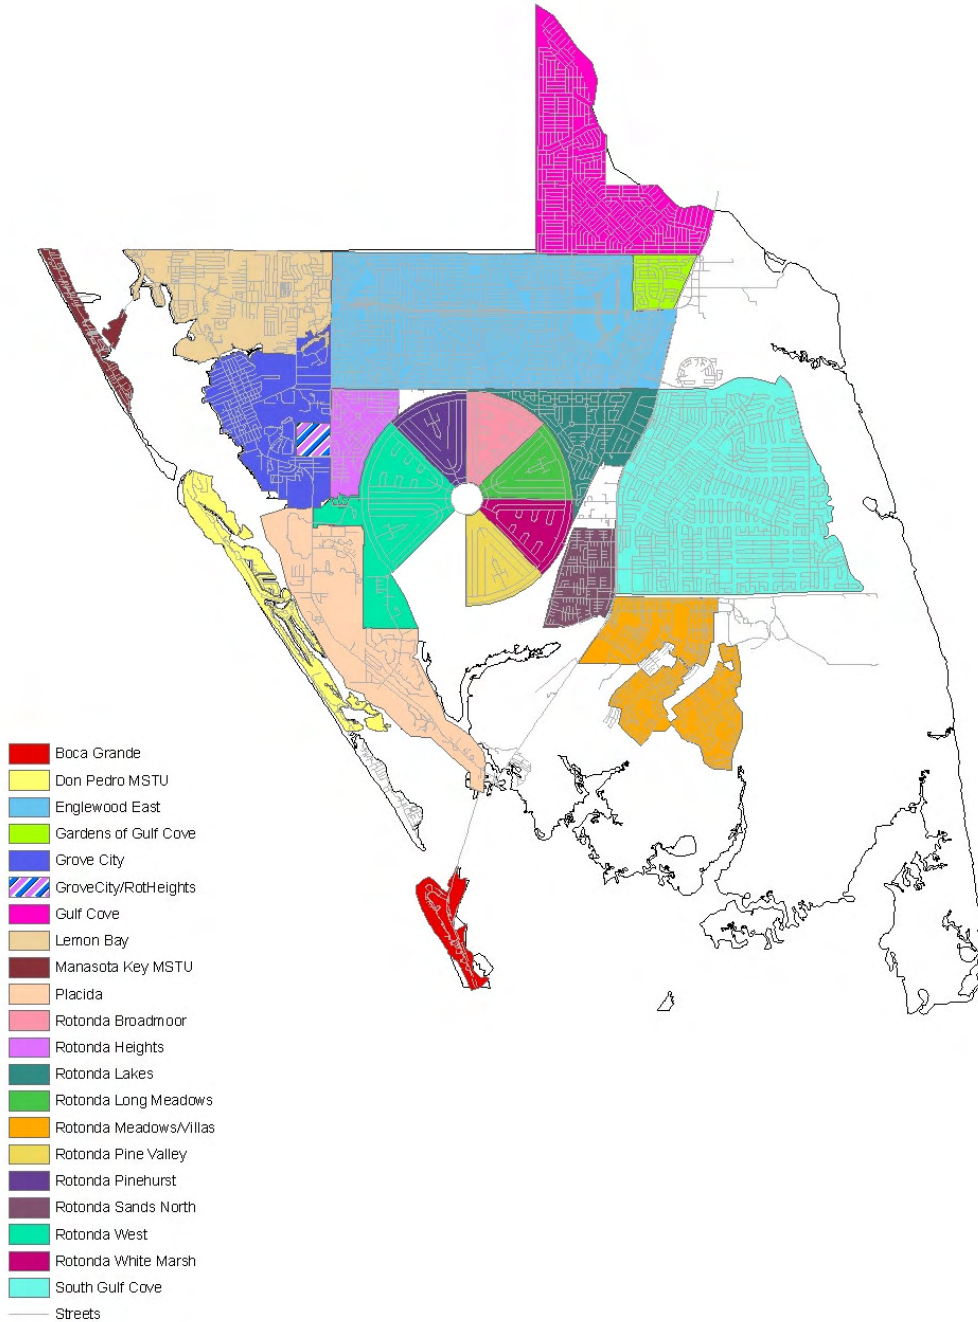 Boca Grande
Don Pedro MSTU
Englewood East
Gardens of Gulf Cove
Grove City
GroveCity/RotHeights
Gulf Cove
Lemon Bay
Manasota Key MSTU
Placida
Rotonda Broadmoor
Rotonda Heights
Rotonda Lakes
Rotonda Long Meadows
Rotonda Meadows/Villas
Rotonda Pine Valley
Rotonda Pinehurst
Rotonda Sands North
Rotonda West
Rotonda White Marsh
South Gulf Cove
Streets